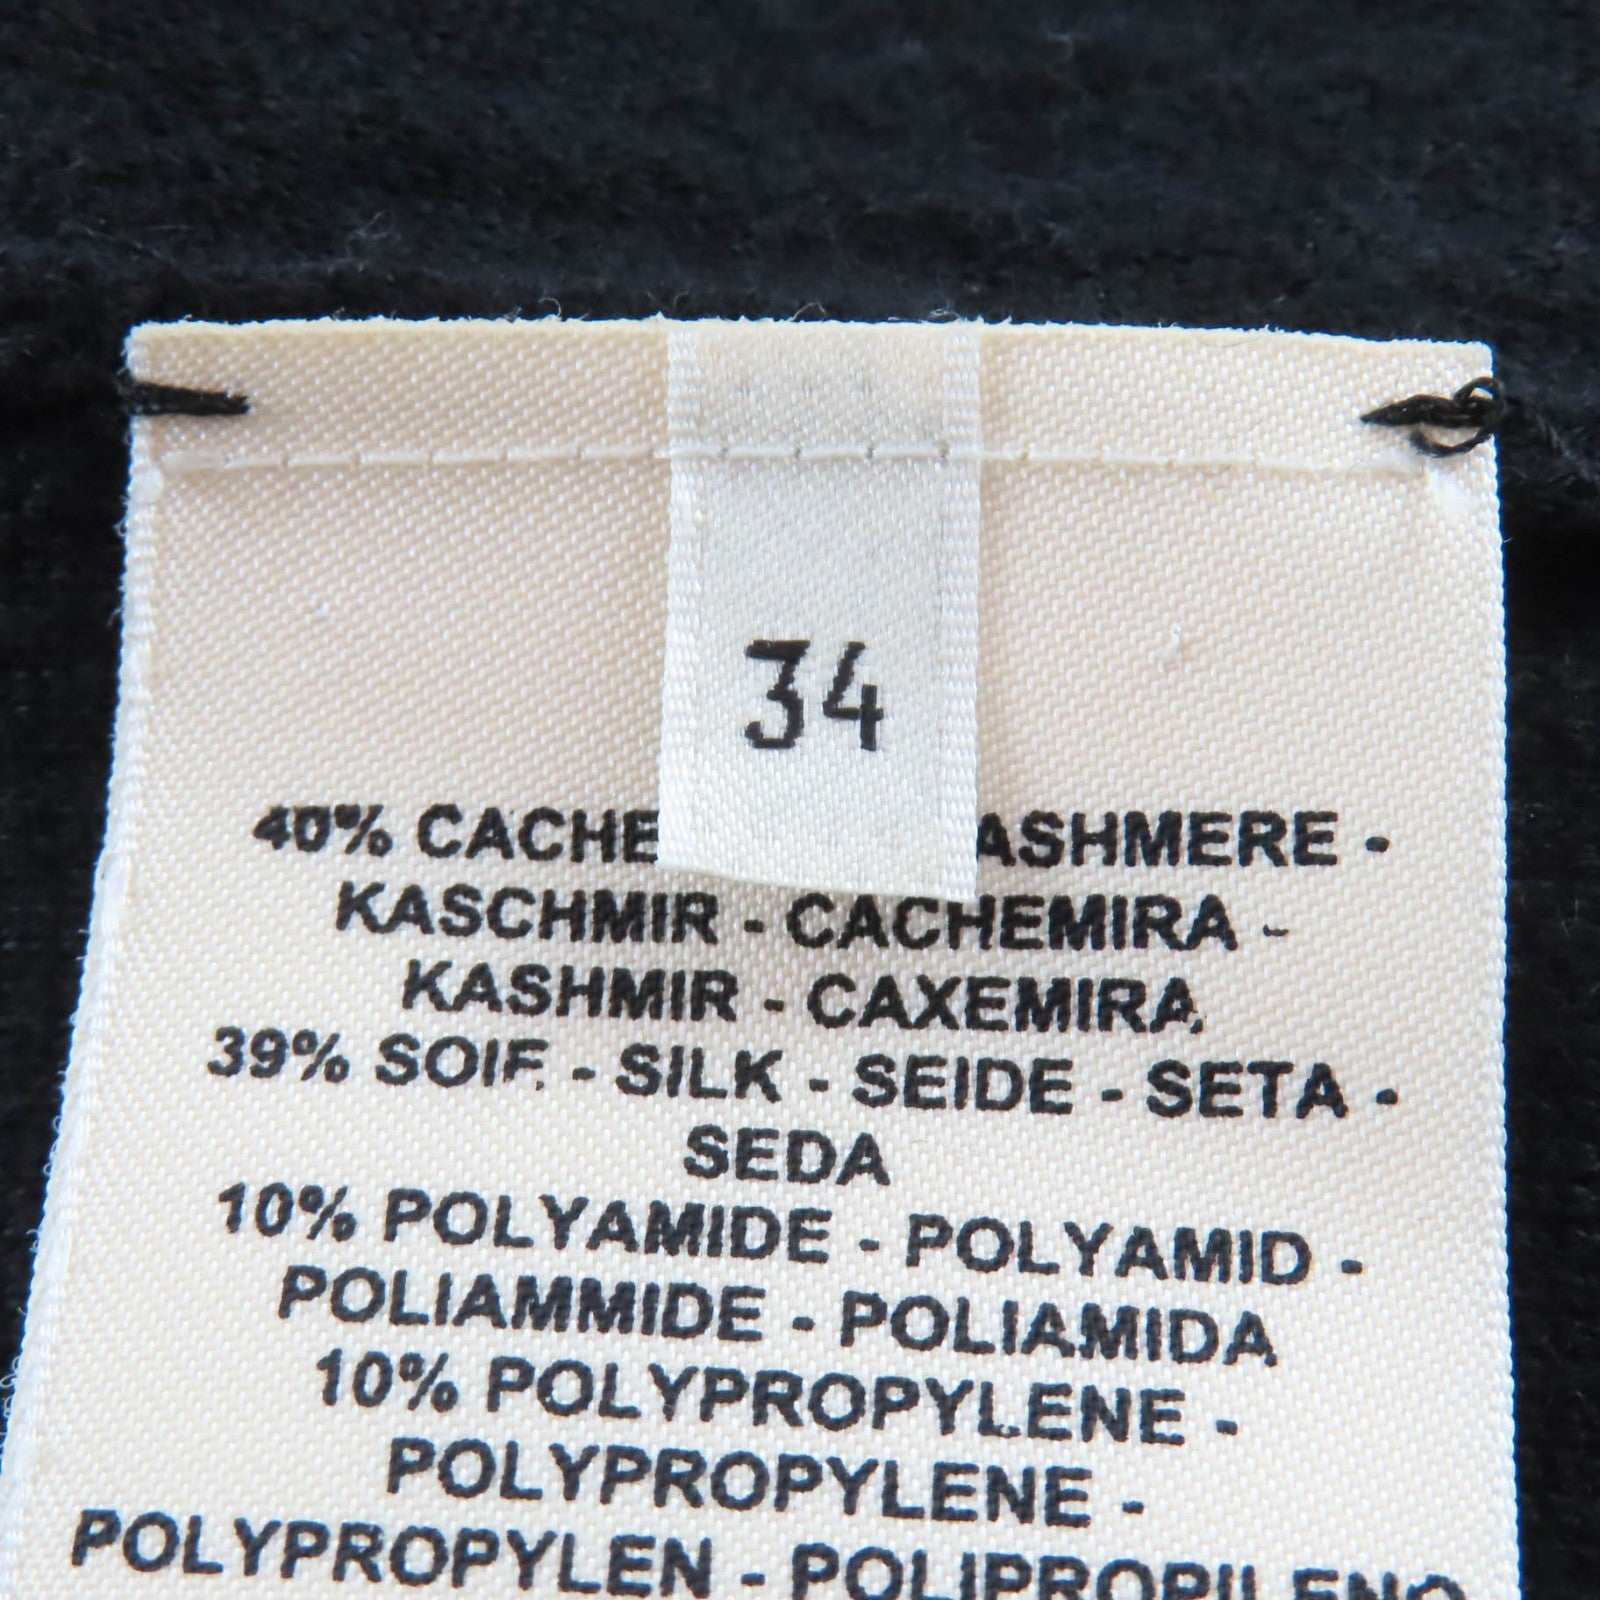 34
40% CACHE ASHMERE -
KASCHMIR - CACHEMIRA -
KASHMIR - CAXEMIRA
39% SOIE - SILK - SEIDE - SETA -
SEDA
10% POLYAMIDE - POLYAMID -
POLIAMMIDE - POLIAMIDA
10% POLYPROPYLENE -
POLYPROPYLENE -
POLYPROPYLEN - POLIPROPILENO